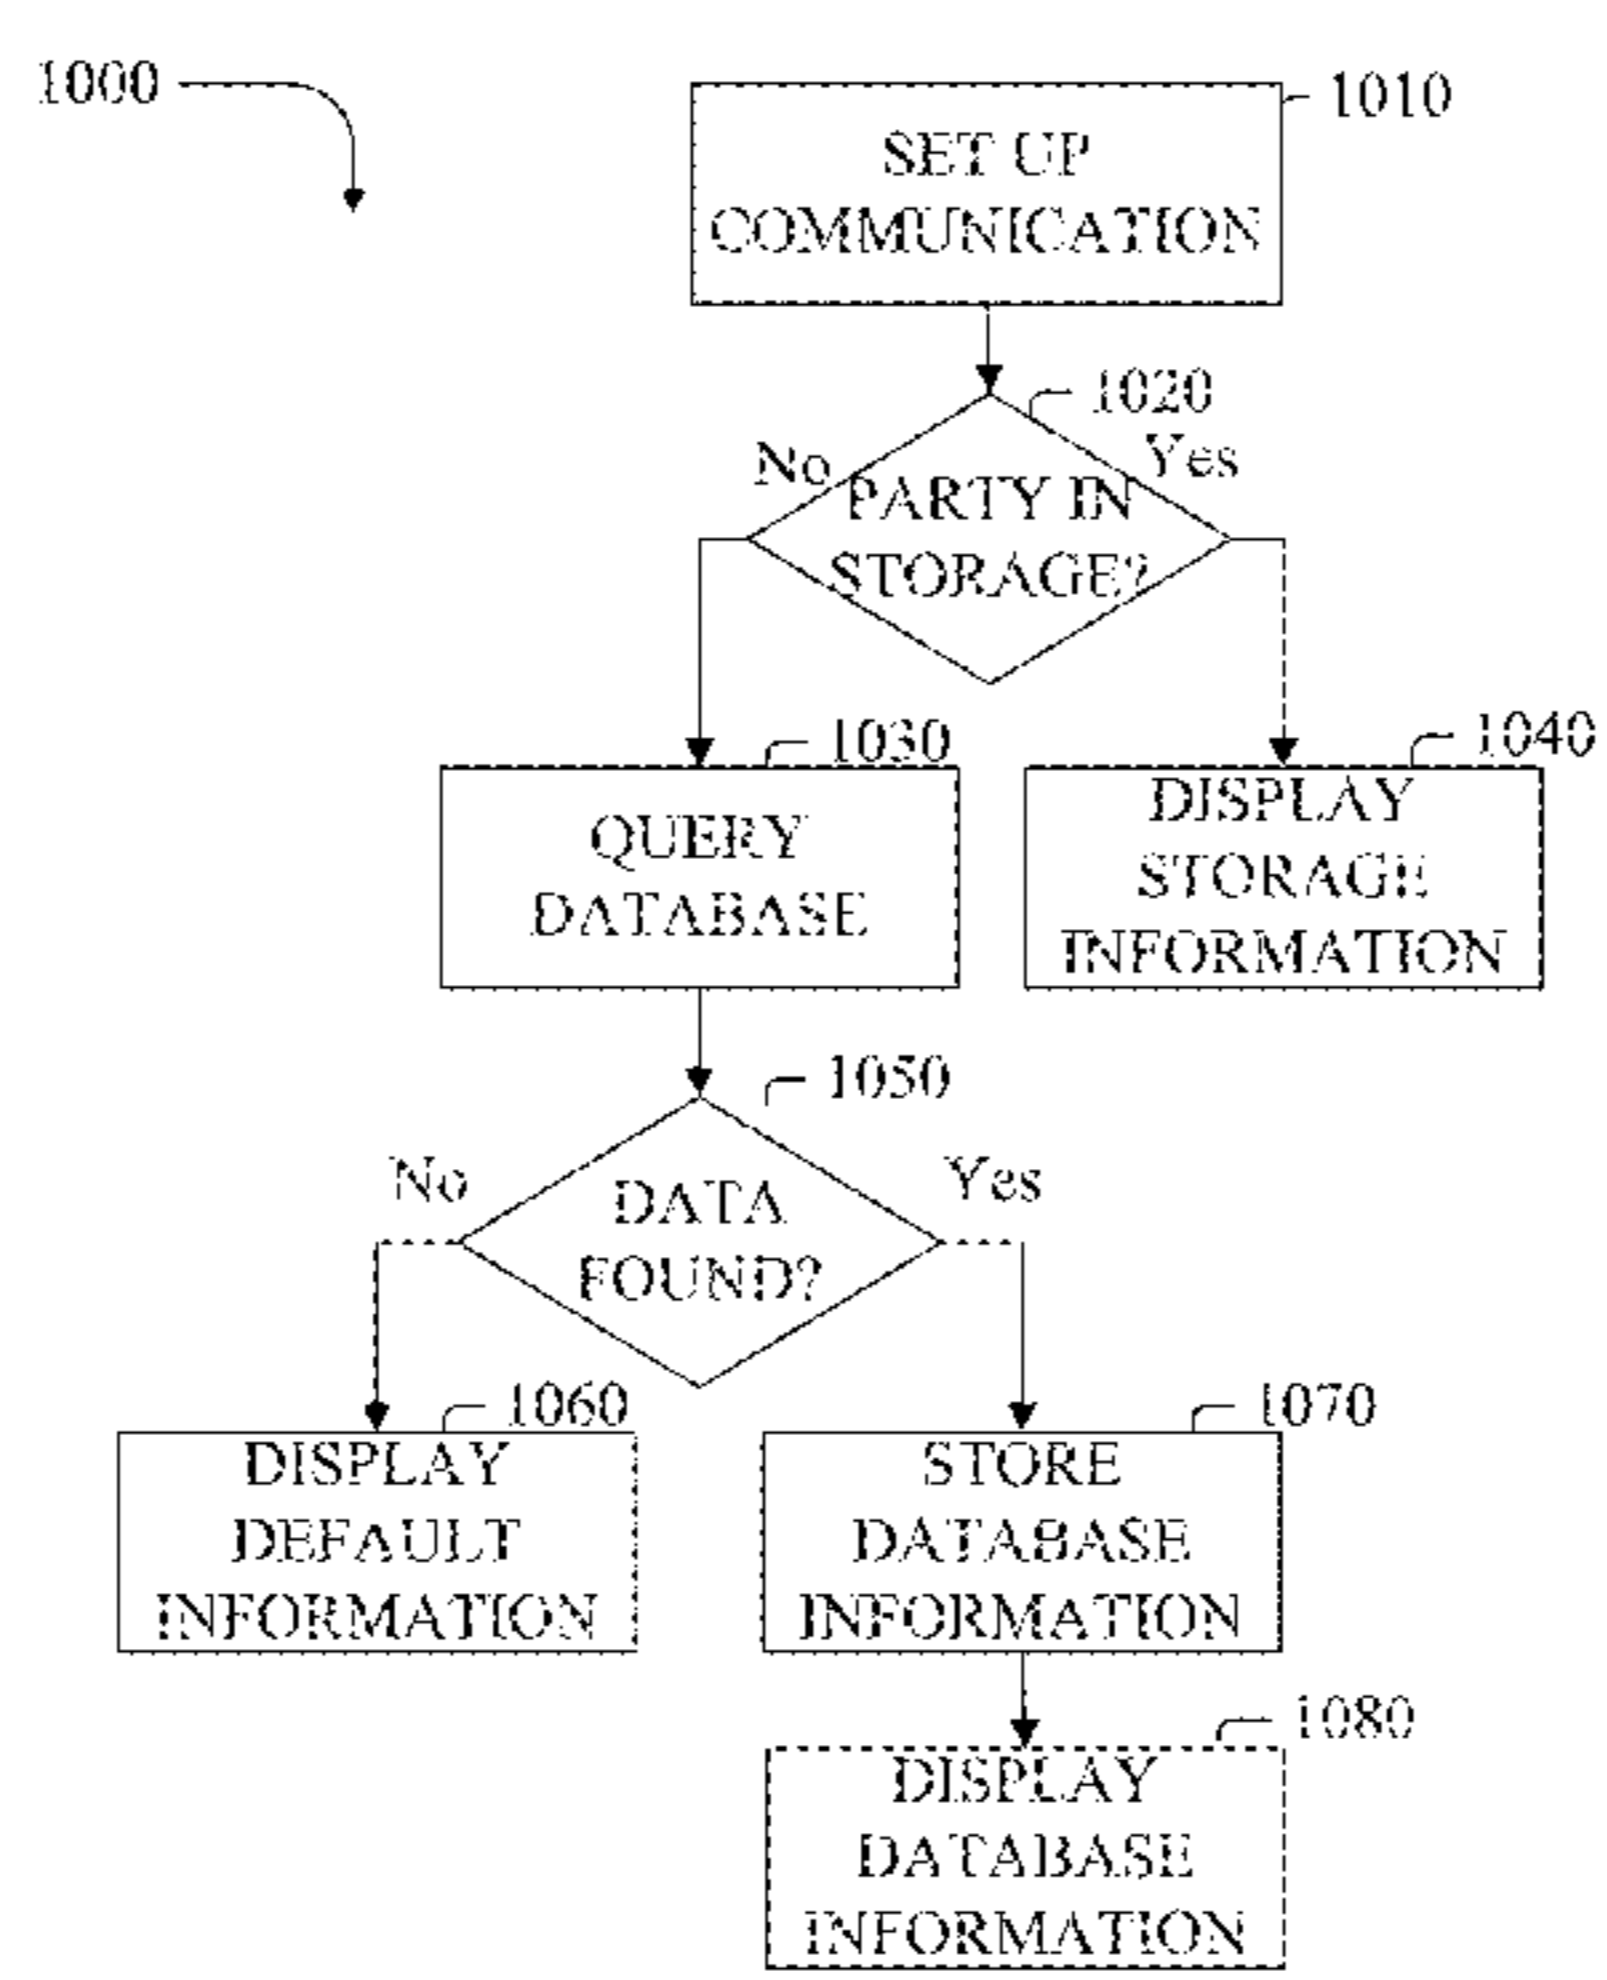 1000
1010
SET UP
COMMUNICATION
1020
No
Yes
PARTY IN
STORAGE?
1030
1040
QUERY
DATABASE
DISPLAY
STORAGE
INFORMATION
1050
No
Yes
DATA
FOUND?
1060
1070
DISPLAY
DEFAULT
INFORMATION
STORE
DATABASE
INFORMATION
1080
DISPLAY
DATABASE
INFORMATION